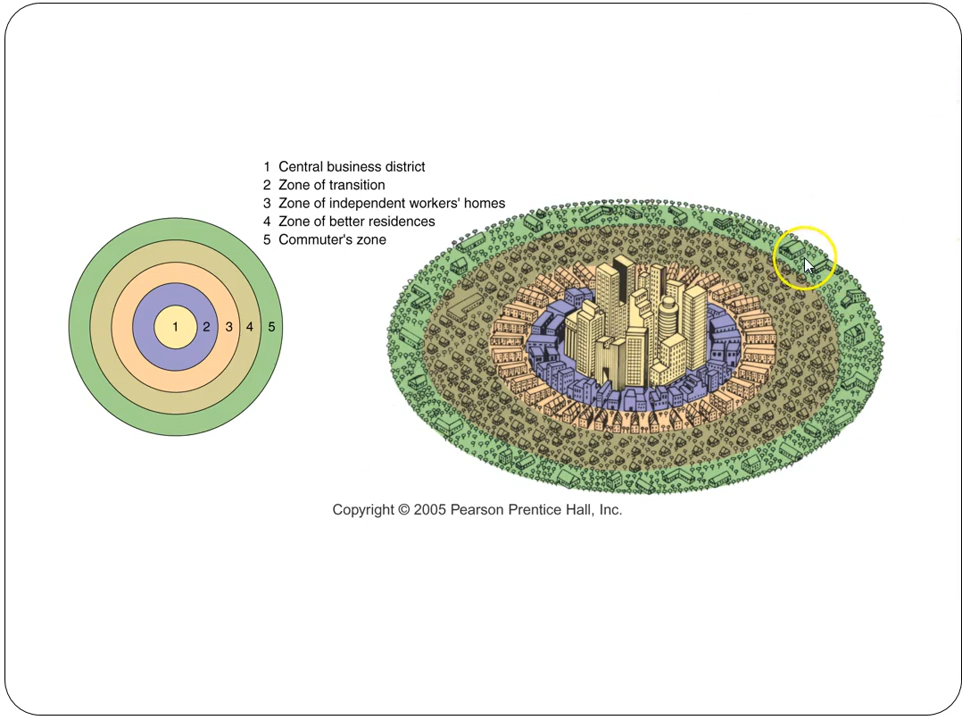 1 Central business district
2 Zone of transition
3 Zone of independent workers' homes
4 Zone of better residences
5 Commuter's zone
1 2 3 4 5
Copyright © 2005 Pearson Prentice Hall, Inc.